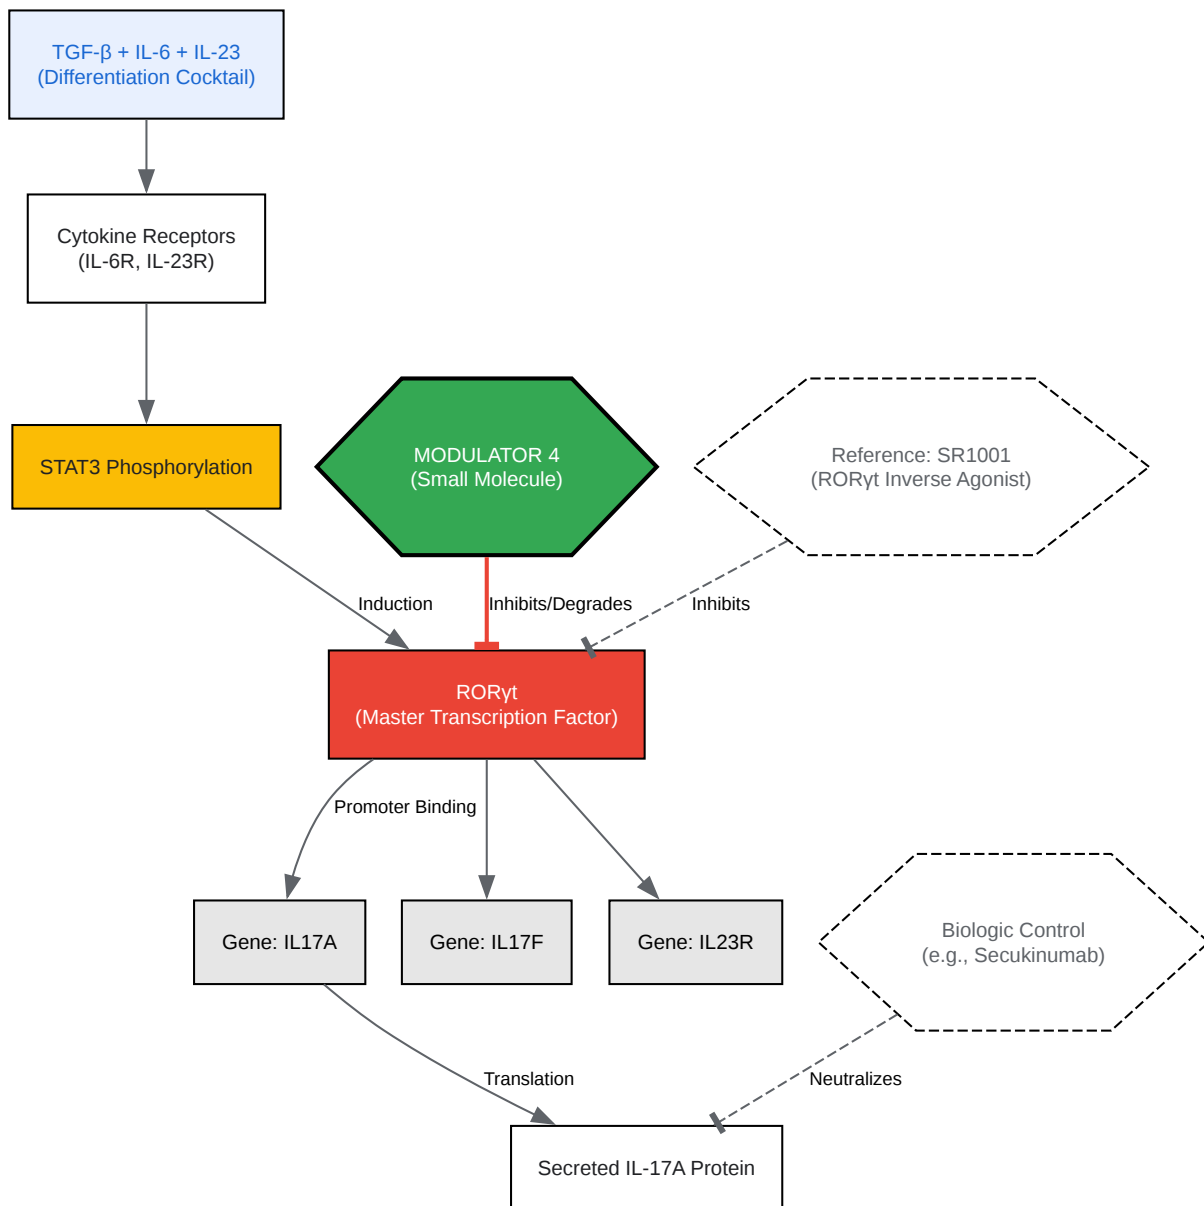 TGF-β + IL-6 + IL-23
(Differentiation Cocktail)
Cytokine Receptors
(IL-6R, IL-23R)
STAT3 Phosphorylation
MODULATOR 4
(Small Molecule)
Reference: SR1001
(RORγt Inverse Agonist)
Induction
Inhibits/Degrades
Inhibits
RORγt
(Master Transcription Factor)
Promoter Binding
Gene: IL17A
Gene: IL17F
Gene: IL23R
Biologic Control
(e.g., Secukinumab)
Translation
Neutralizes
Secreted IL-17A Protein